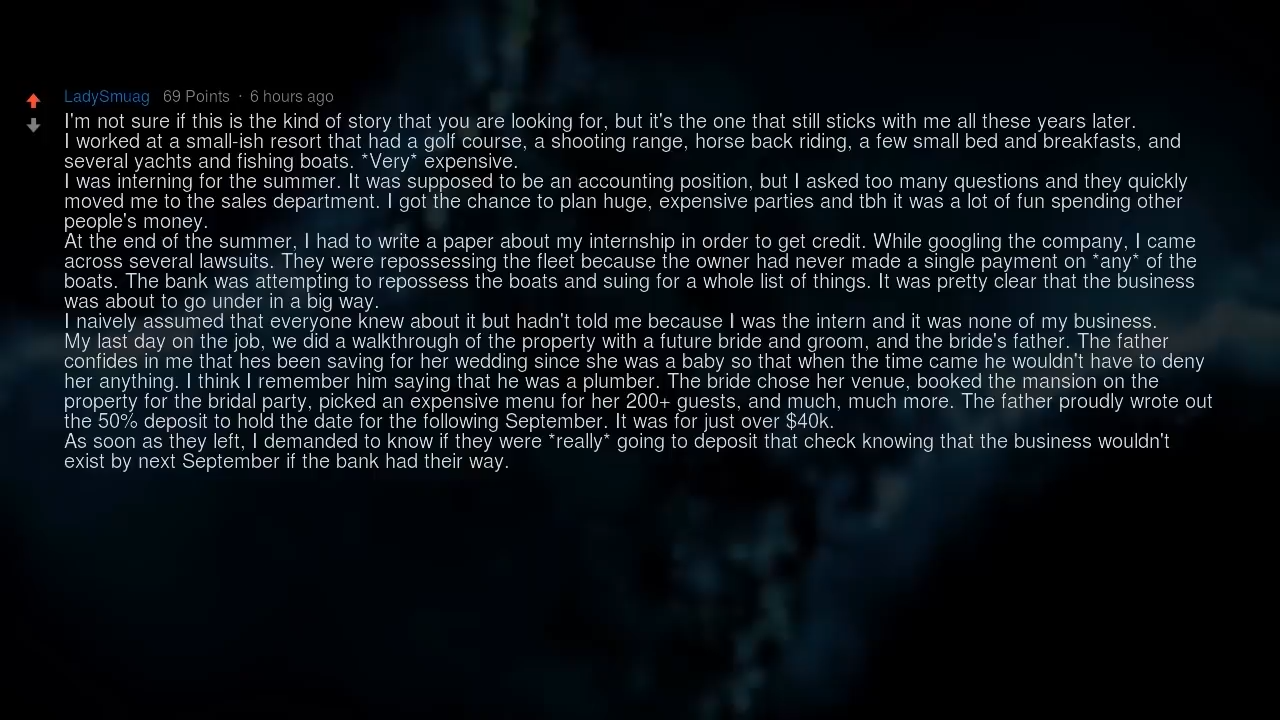 LadySmuag 69 Points · 6 hours ago
I'm not sure if this is the kind of story that you are looking for, but it's the one that still sticks with me all these years later.
I worked at a small-ish resort that had a golf course, a shooting range, horse back riding, a few small bed and breakfasts, and
several yachts and fishing boats. *Very* expensive.
I was interning for the summer. It was supposed to be an accounting position, but I asked too many questions and they quickly
moved me to the sales department. I got the chance to plan huge, expensive parties and tbh it was a lot of fun spending other
people's money.
At the end of the summer, I had to write a paper about my internship in order to get credit. While googling the company, I came
across several lawsuits. They were repossessing the fleet because the owner had never made a single payment on *any* of the
boats. The bank was attempting to repossess the boats and suing for a whole list of things. It was pretty clear that the business
was about to go under in a big way.
I naively assumed that everyone knew about it but hadn't told me because I was the intern and it was none of my business.
My last day on the job, we did a walkthrough of the property with a future bride and groom, and the bride's father. The father
confides in me that hes been saving for her wedding since she was a baby so that when the time came he wouldn't have to deny
her anything. I think I remember him saying that he was a plumber. The bride chose her venue, booked the mansion on the
property for the bridal party, picked an expensive menu for her 200+ guests, and much, much more. The father proudly wrote out
the 50% deposit to hold the date for the following September. It was for just over $40k.
As soon as they left, I demanded to know if they were *really* going to deposit that check knowing that the business wouldn't
exist by next September if the bank had their way.